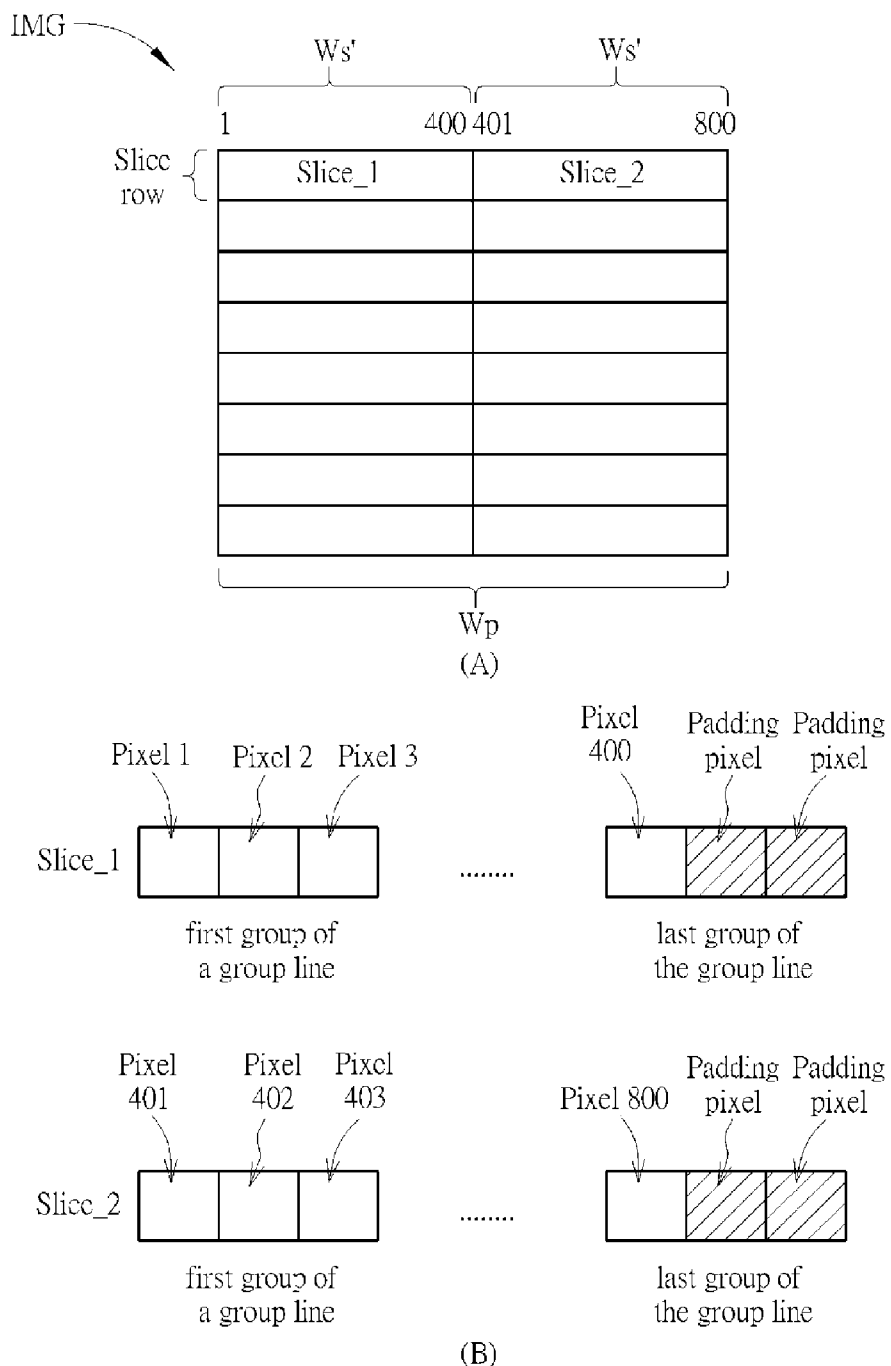 IMG
Ws' Ws'
1 400 401 800
Slice
row
Slice_1 Slice_2
Wp
(A)
Pixel 1 Pixel 2 Pixel 3
Pixel
400
Padding
pixel
Padding
pixel
Slice_1
........
first group of
a group line
last group of
the group line
Pixel
401
Pixel
402
Pixel
403
Pixel 800
Padding
pixel
Padding
pixel
Slice_2
........
first group of
a group line
last group of
the group line
(B)